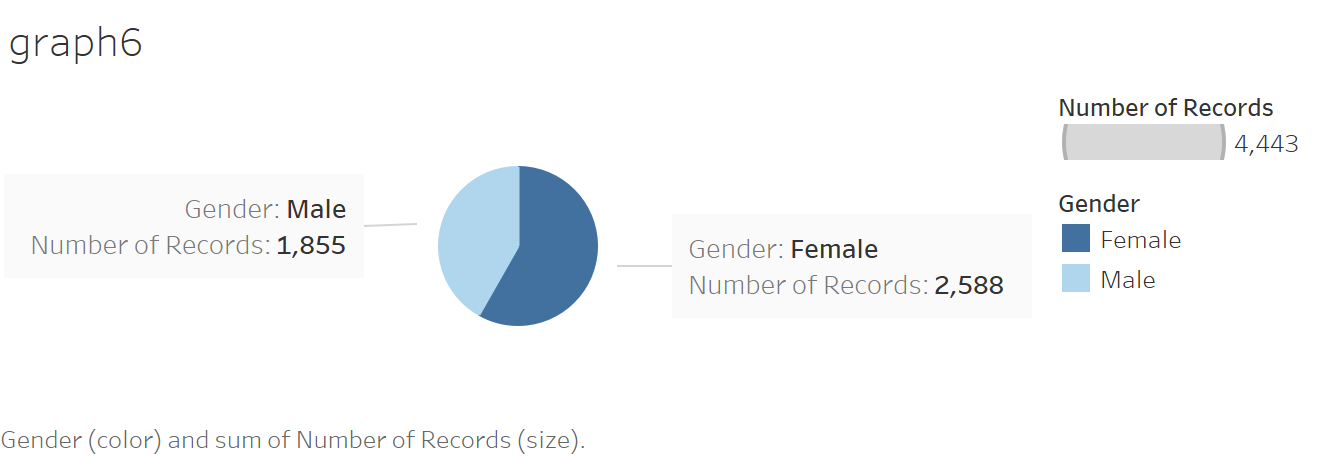 graph6
Gender: Male
Number of Records: 1,855
Gender: Female
Number of Records: 2,588
Number of Records
4,443
Gender
Female
Male
Gender (color) and sum of Number of Records (size).